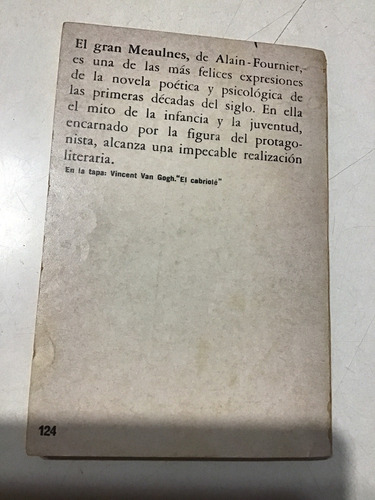 El gran Meaulnes, de Alain-Fournier,
es una de las más felices expresiones
de la novela poética y psicológica de
las primeras décadas del siglo. En ella
el mito de la infancia y la juventud,
encarnado por la figura del protago-
nista, alcanza una impecable realización
literaria.
En la tapa: Vincent Van Gogh."El cabriolé"
124